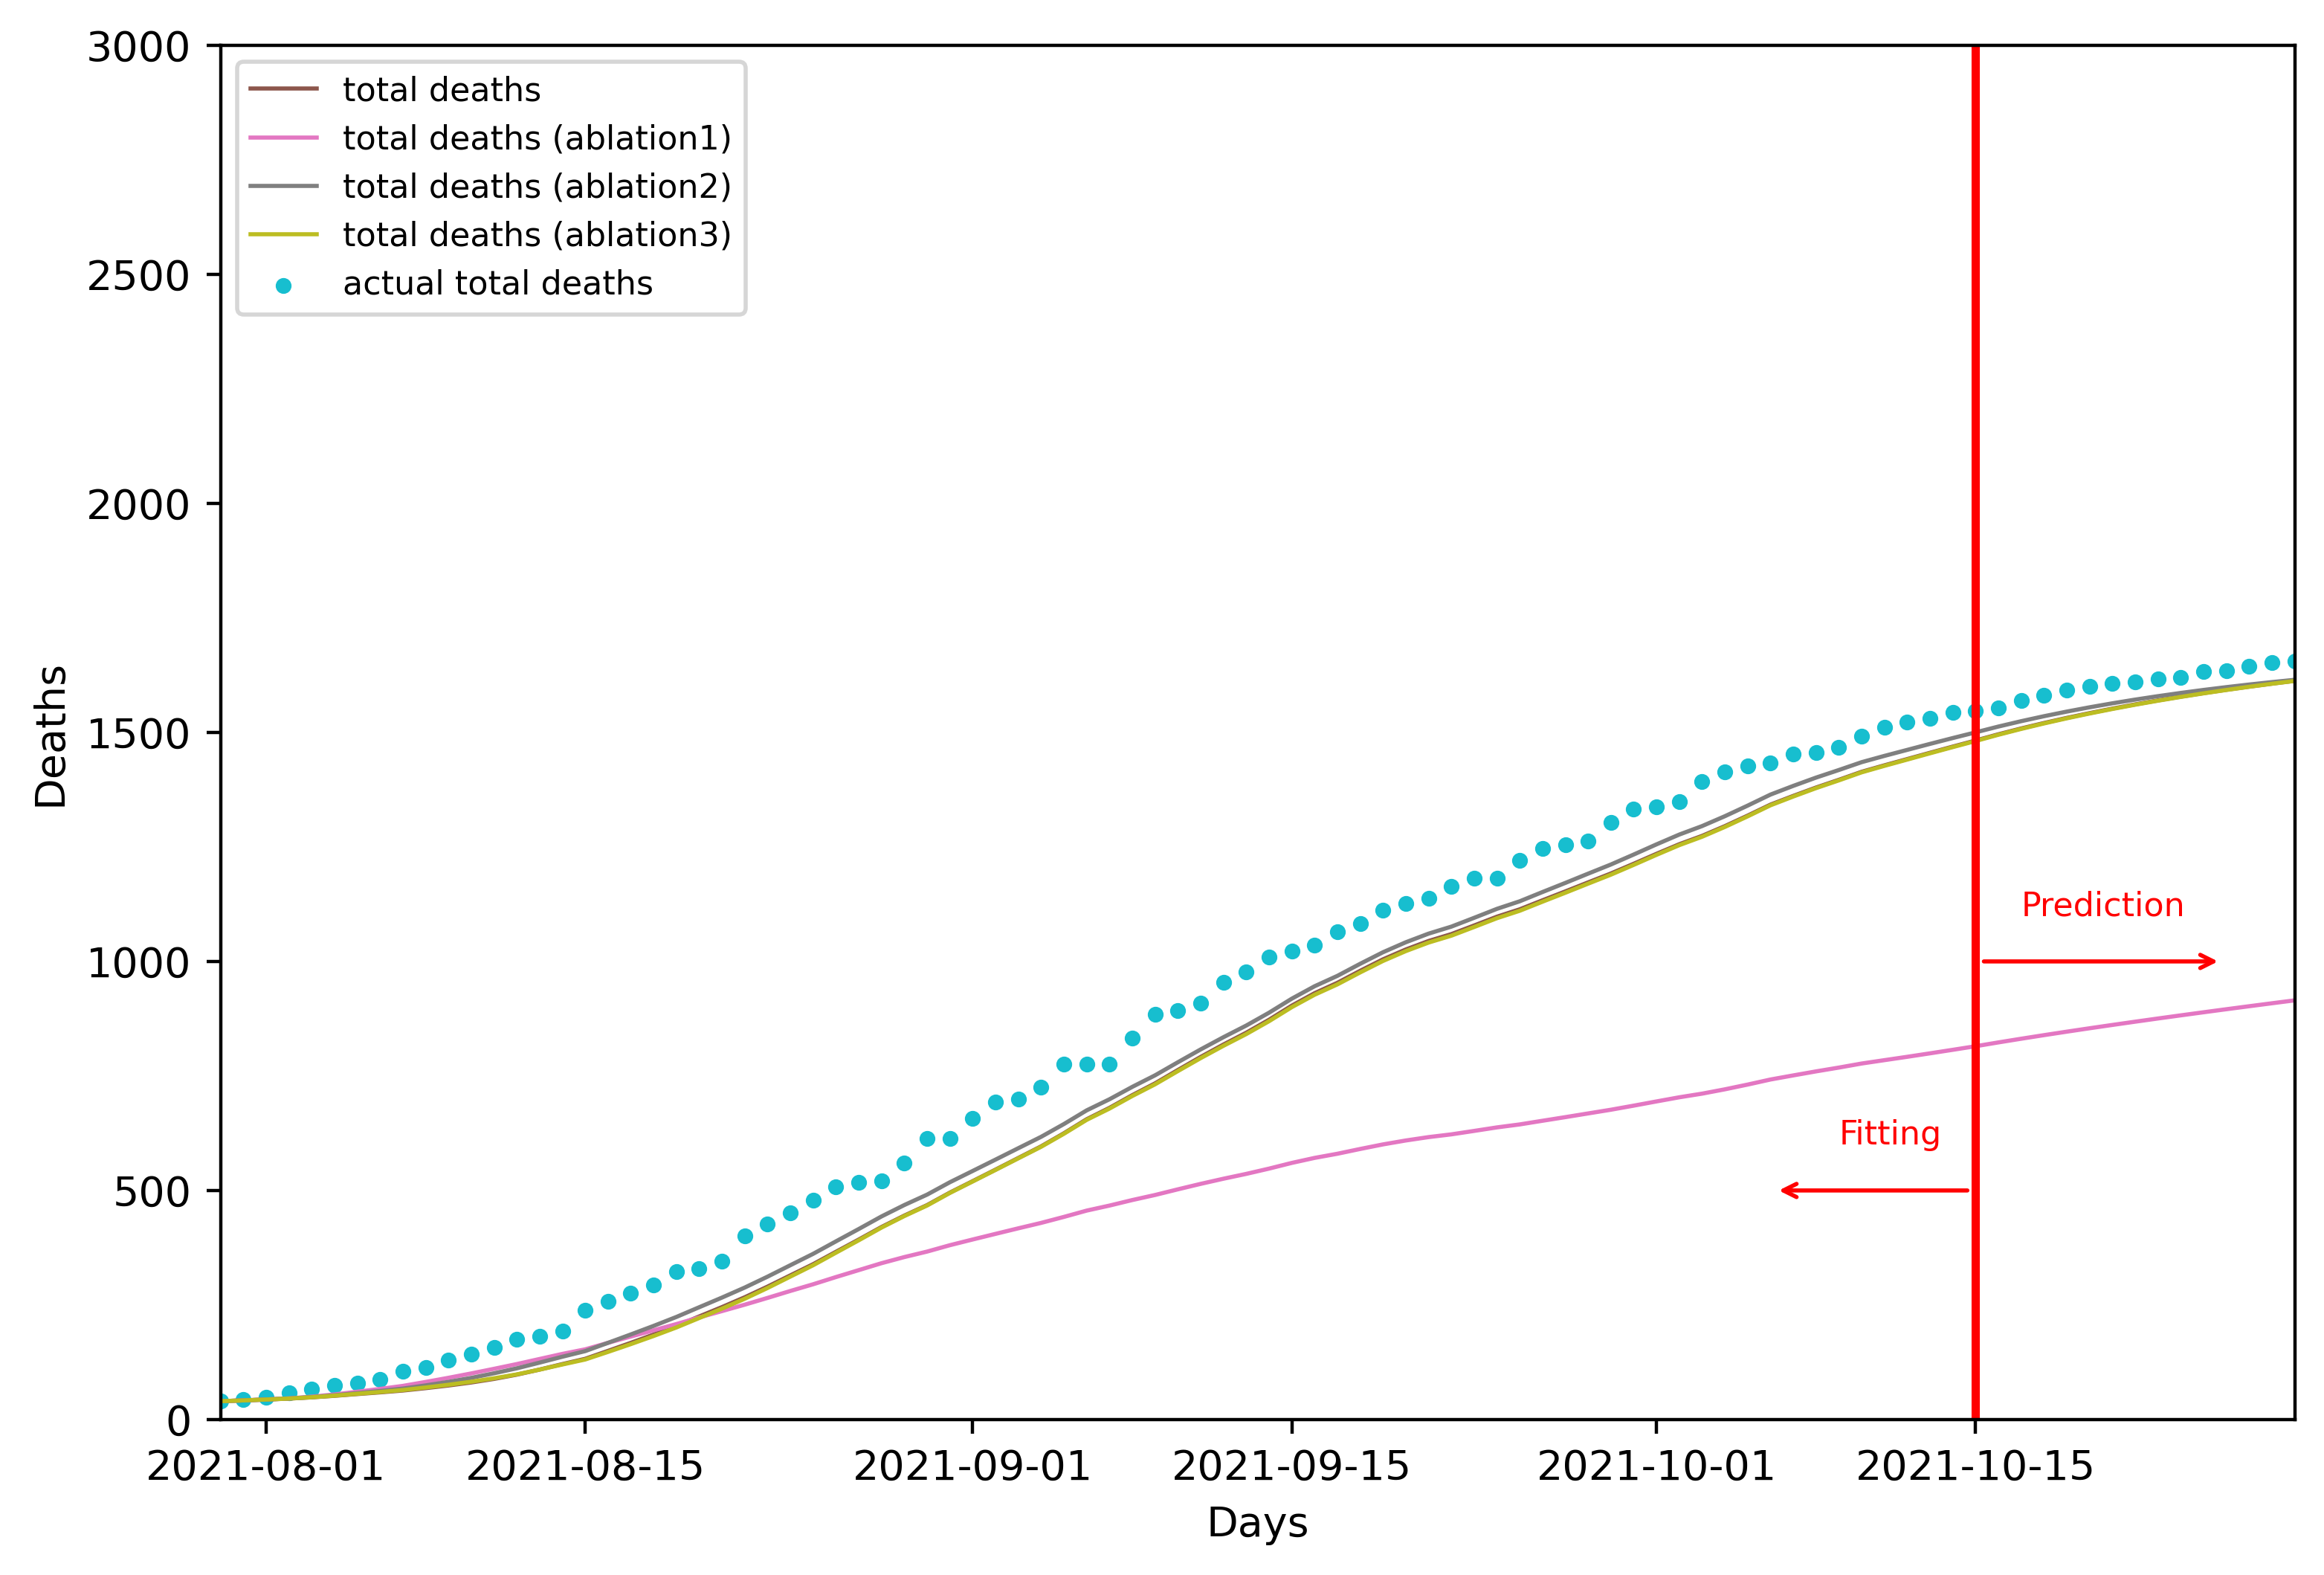 3000
2500
2000
1500
1000
500
0
Deaths
total deaths
total deaths (ablation1)
total deaths (ablation2)
total deaths (ablation3)
actual total deaths
Prediction
Fitting
2021-08-01
2021-08-15
2021-09-01
2021-09-15
2021-10-01
2021-10-15
Days